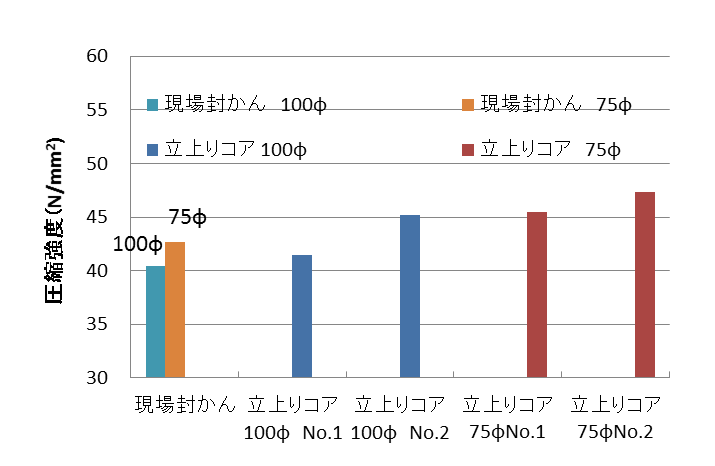 60
55
50
45
40
35
30
圧縮強度(N/mm²)
現場封かん 100φ
現場封かん 75φ
立上りコア 100φ
立上りコア 75φ
75φ
100φ
現場封かん
立上りコア
100φ No.1
立上りコア
100φ No.2
立上りコア
75φNo.1
立上りコア
75φNo.2